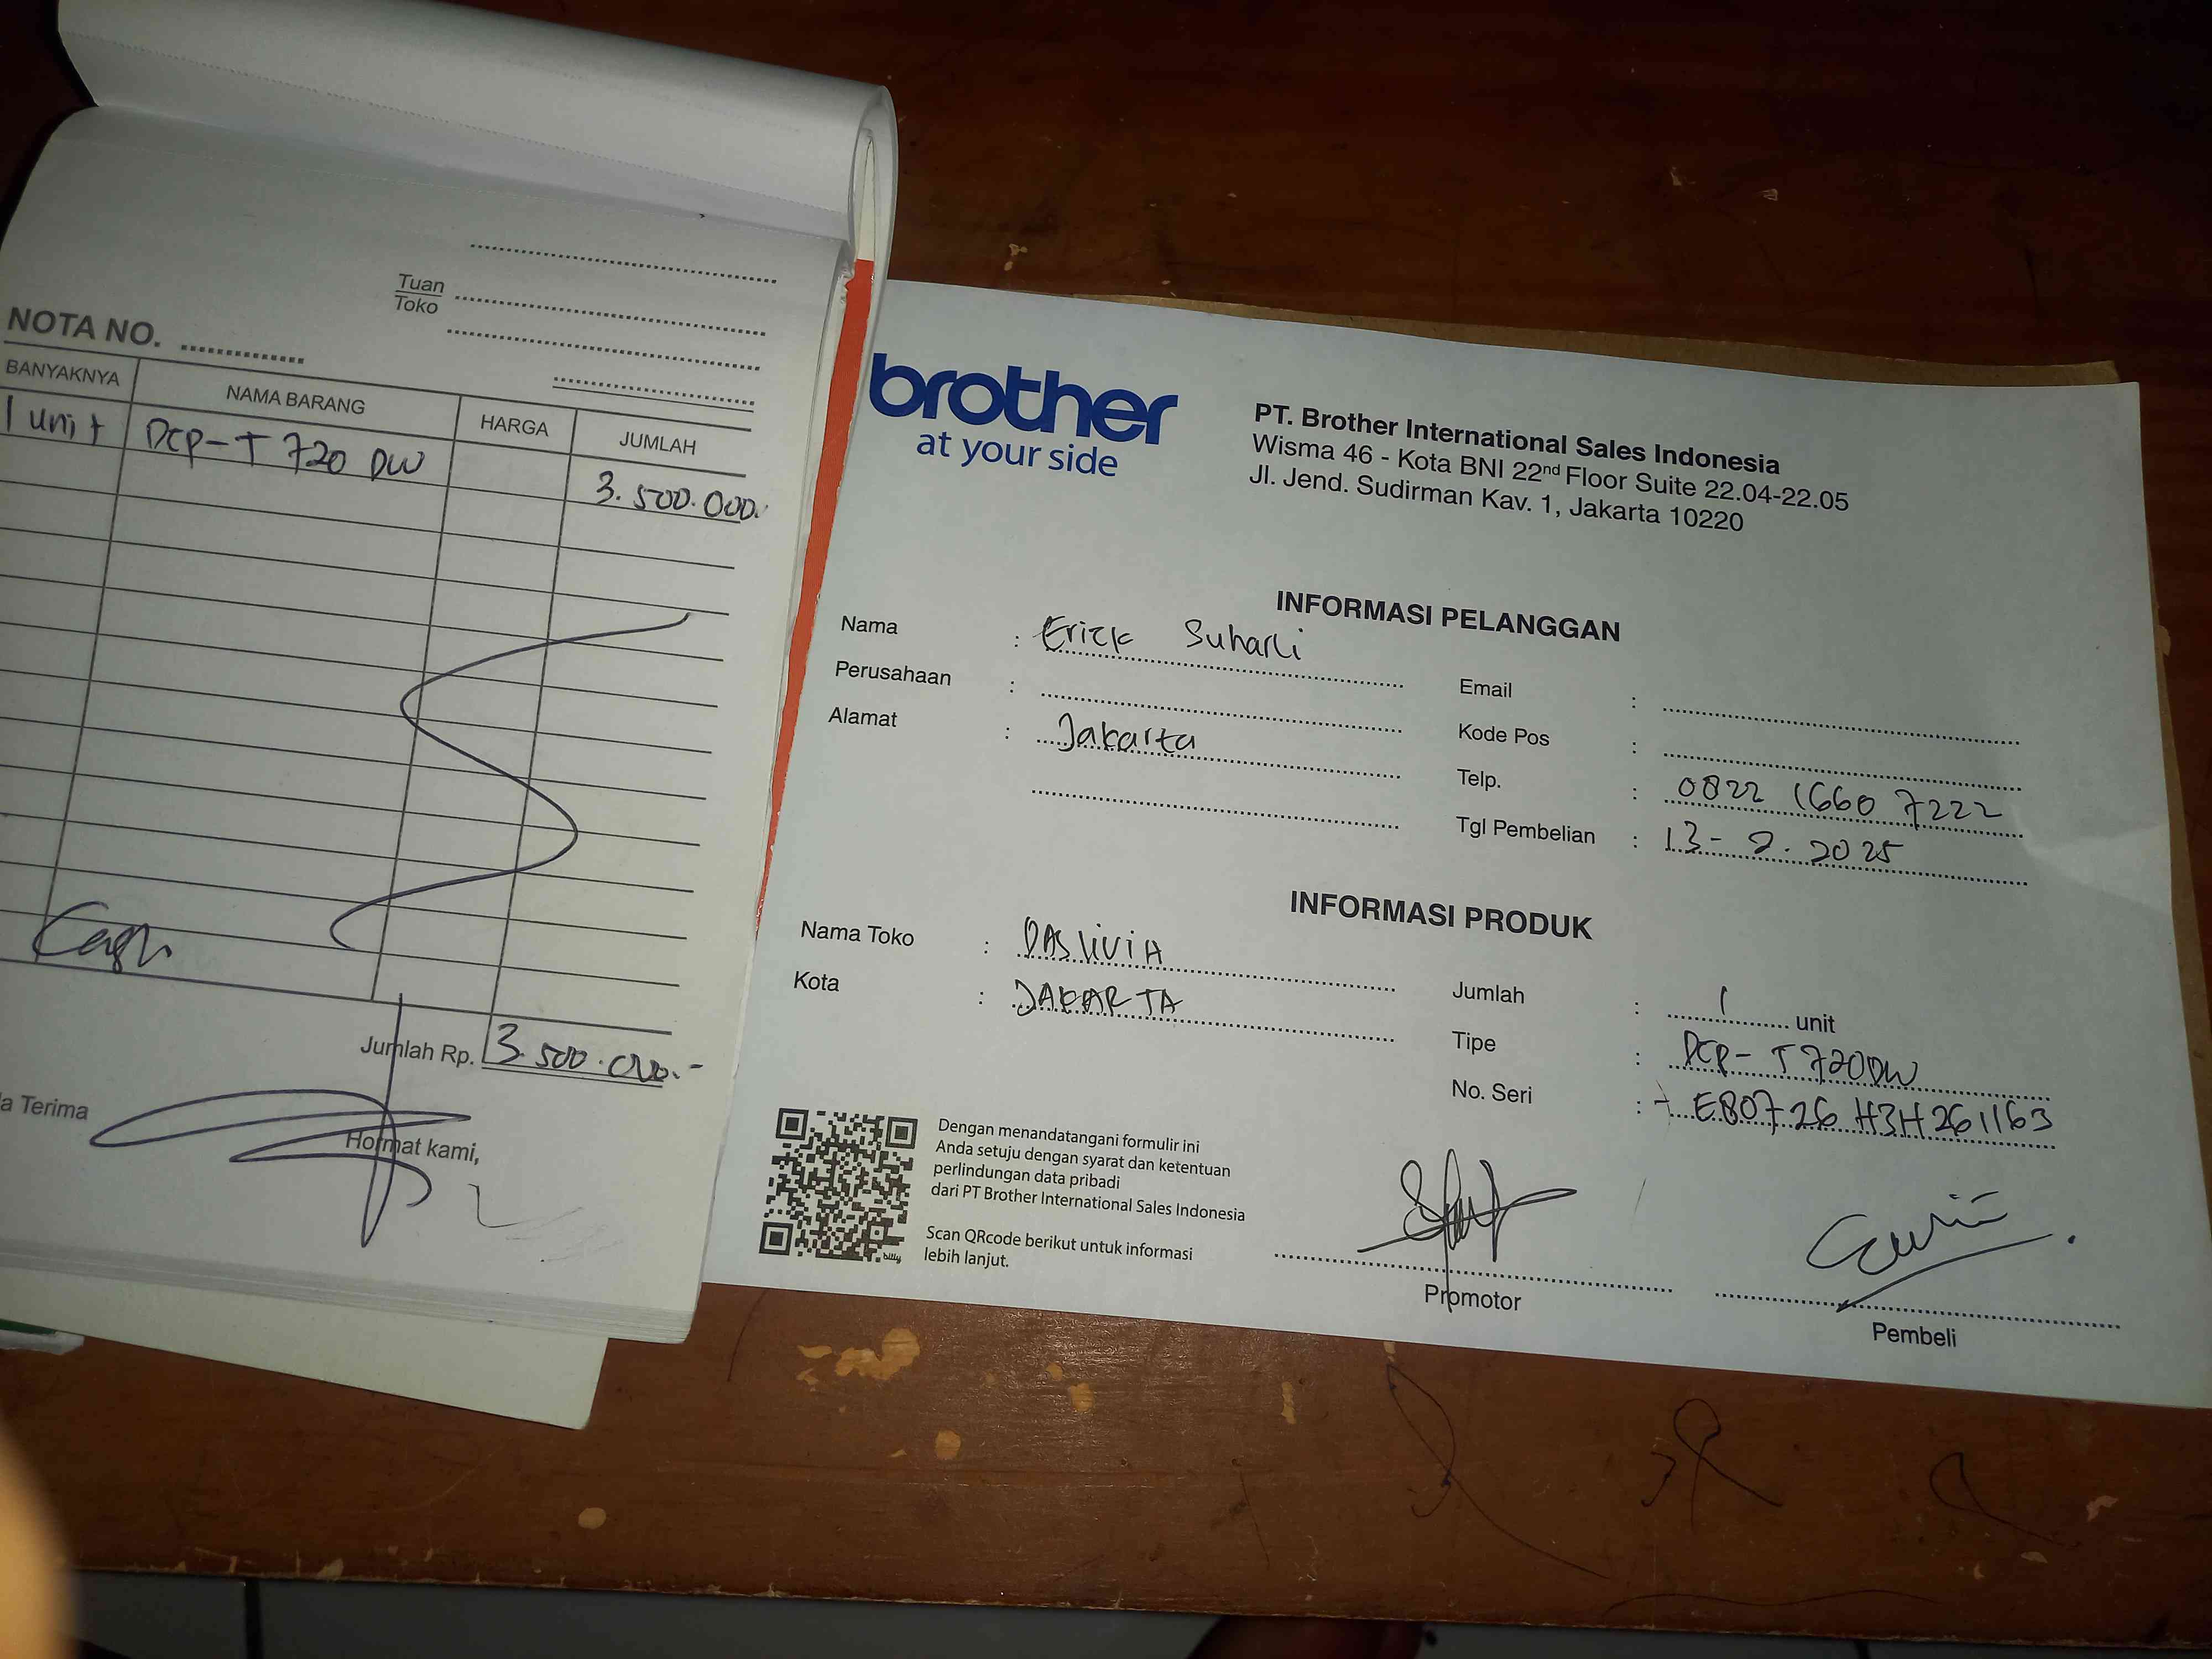 Tuan
Toko
NOTA NO.
BANYAKNYA NAMA BARANG HARGA JUMLAH
1 unit DCP-T 720 DW 3.500.000.
Cash
Jumlah Rp. 3.500.000.-
a Terima
Hormat kami,
brother
at your side
PT. Brother International Sales Indonesia
Wisma 46 - Kota BNI 22nd Floor Suite 22.04-22.05
Jl. Jend. Sudirman Kav. 1, Jakarta 10220
INFORMASI PELANGGAN
Nama : Erick Suharli
Perusahaan :
Alamat : Jakarta
Email :
Kode Pos :
Telp. : 0822 1660 7222
Tgl Pembelian : 13-2.2025
INFORMASI PRODUK
Nama Toko :
Kota : JAKARTA
Jumlah : 1 unit
Tipe : DCP-T720DW
No. Seri : E80726H3H261163
Dengan menandatangani formulir ini
Anda setuju dengan syarat dan ketentuan
perlindungan data pribadi
dari PT Brother International Sales Indonesia
Scan QRcode berikut untuk informasi
lebih lanjut.
bitly
Promotor
Pembeli